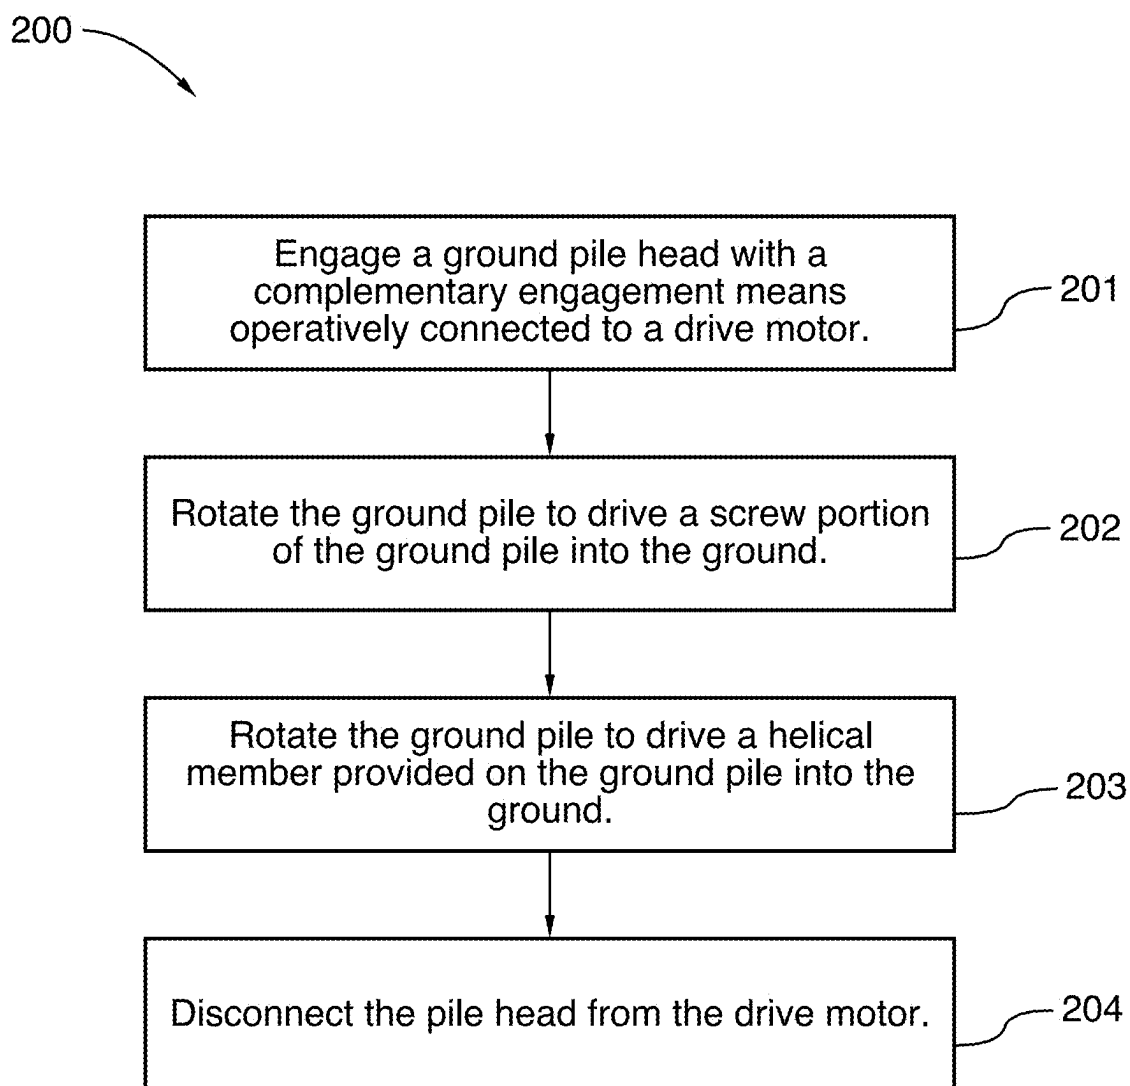 200
Engage a ground pile head with a
complementary engagement means
operatively connected to a drive motor.
201
Rotate the ground pile to drive a screw portion
of the ground pile into the ground.
202
Rotate the ground pile to drive a helical
member provided on the ground pile into the
ground.
203
Disconnect the pile head from the drive motor.
204